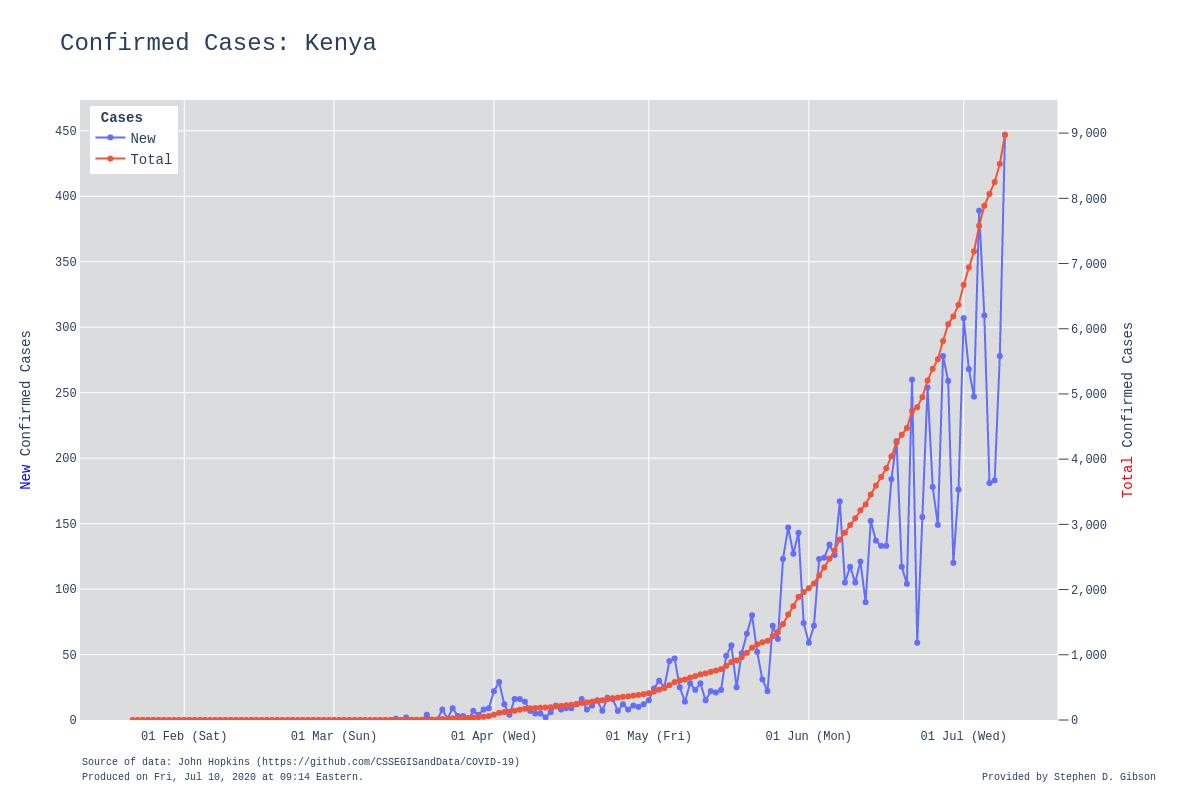 Confirmed Cases: Kenya
Cases
New
Total
450
400
350
300
250
200
150
100
50
0
9,000
8,000
7,000
6,000
5,000
4,000
3,000
2,000
1,000
0
New Confirmed Cases
Total Confirmed Cases
01 Feb (Sat)
01 Mar (Sun)
01 Apr (Wed)
01 May (Fri)
01 Jun (Mon)
01 Jul (Wed)
Source of data: John Hopkins (https://github.com/CSSEGISandData/COVID-19)
Produced on Fri, Jul 10, 2020 at 09:14 Eastern.
Provided by Stephen D. Gibson